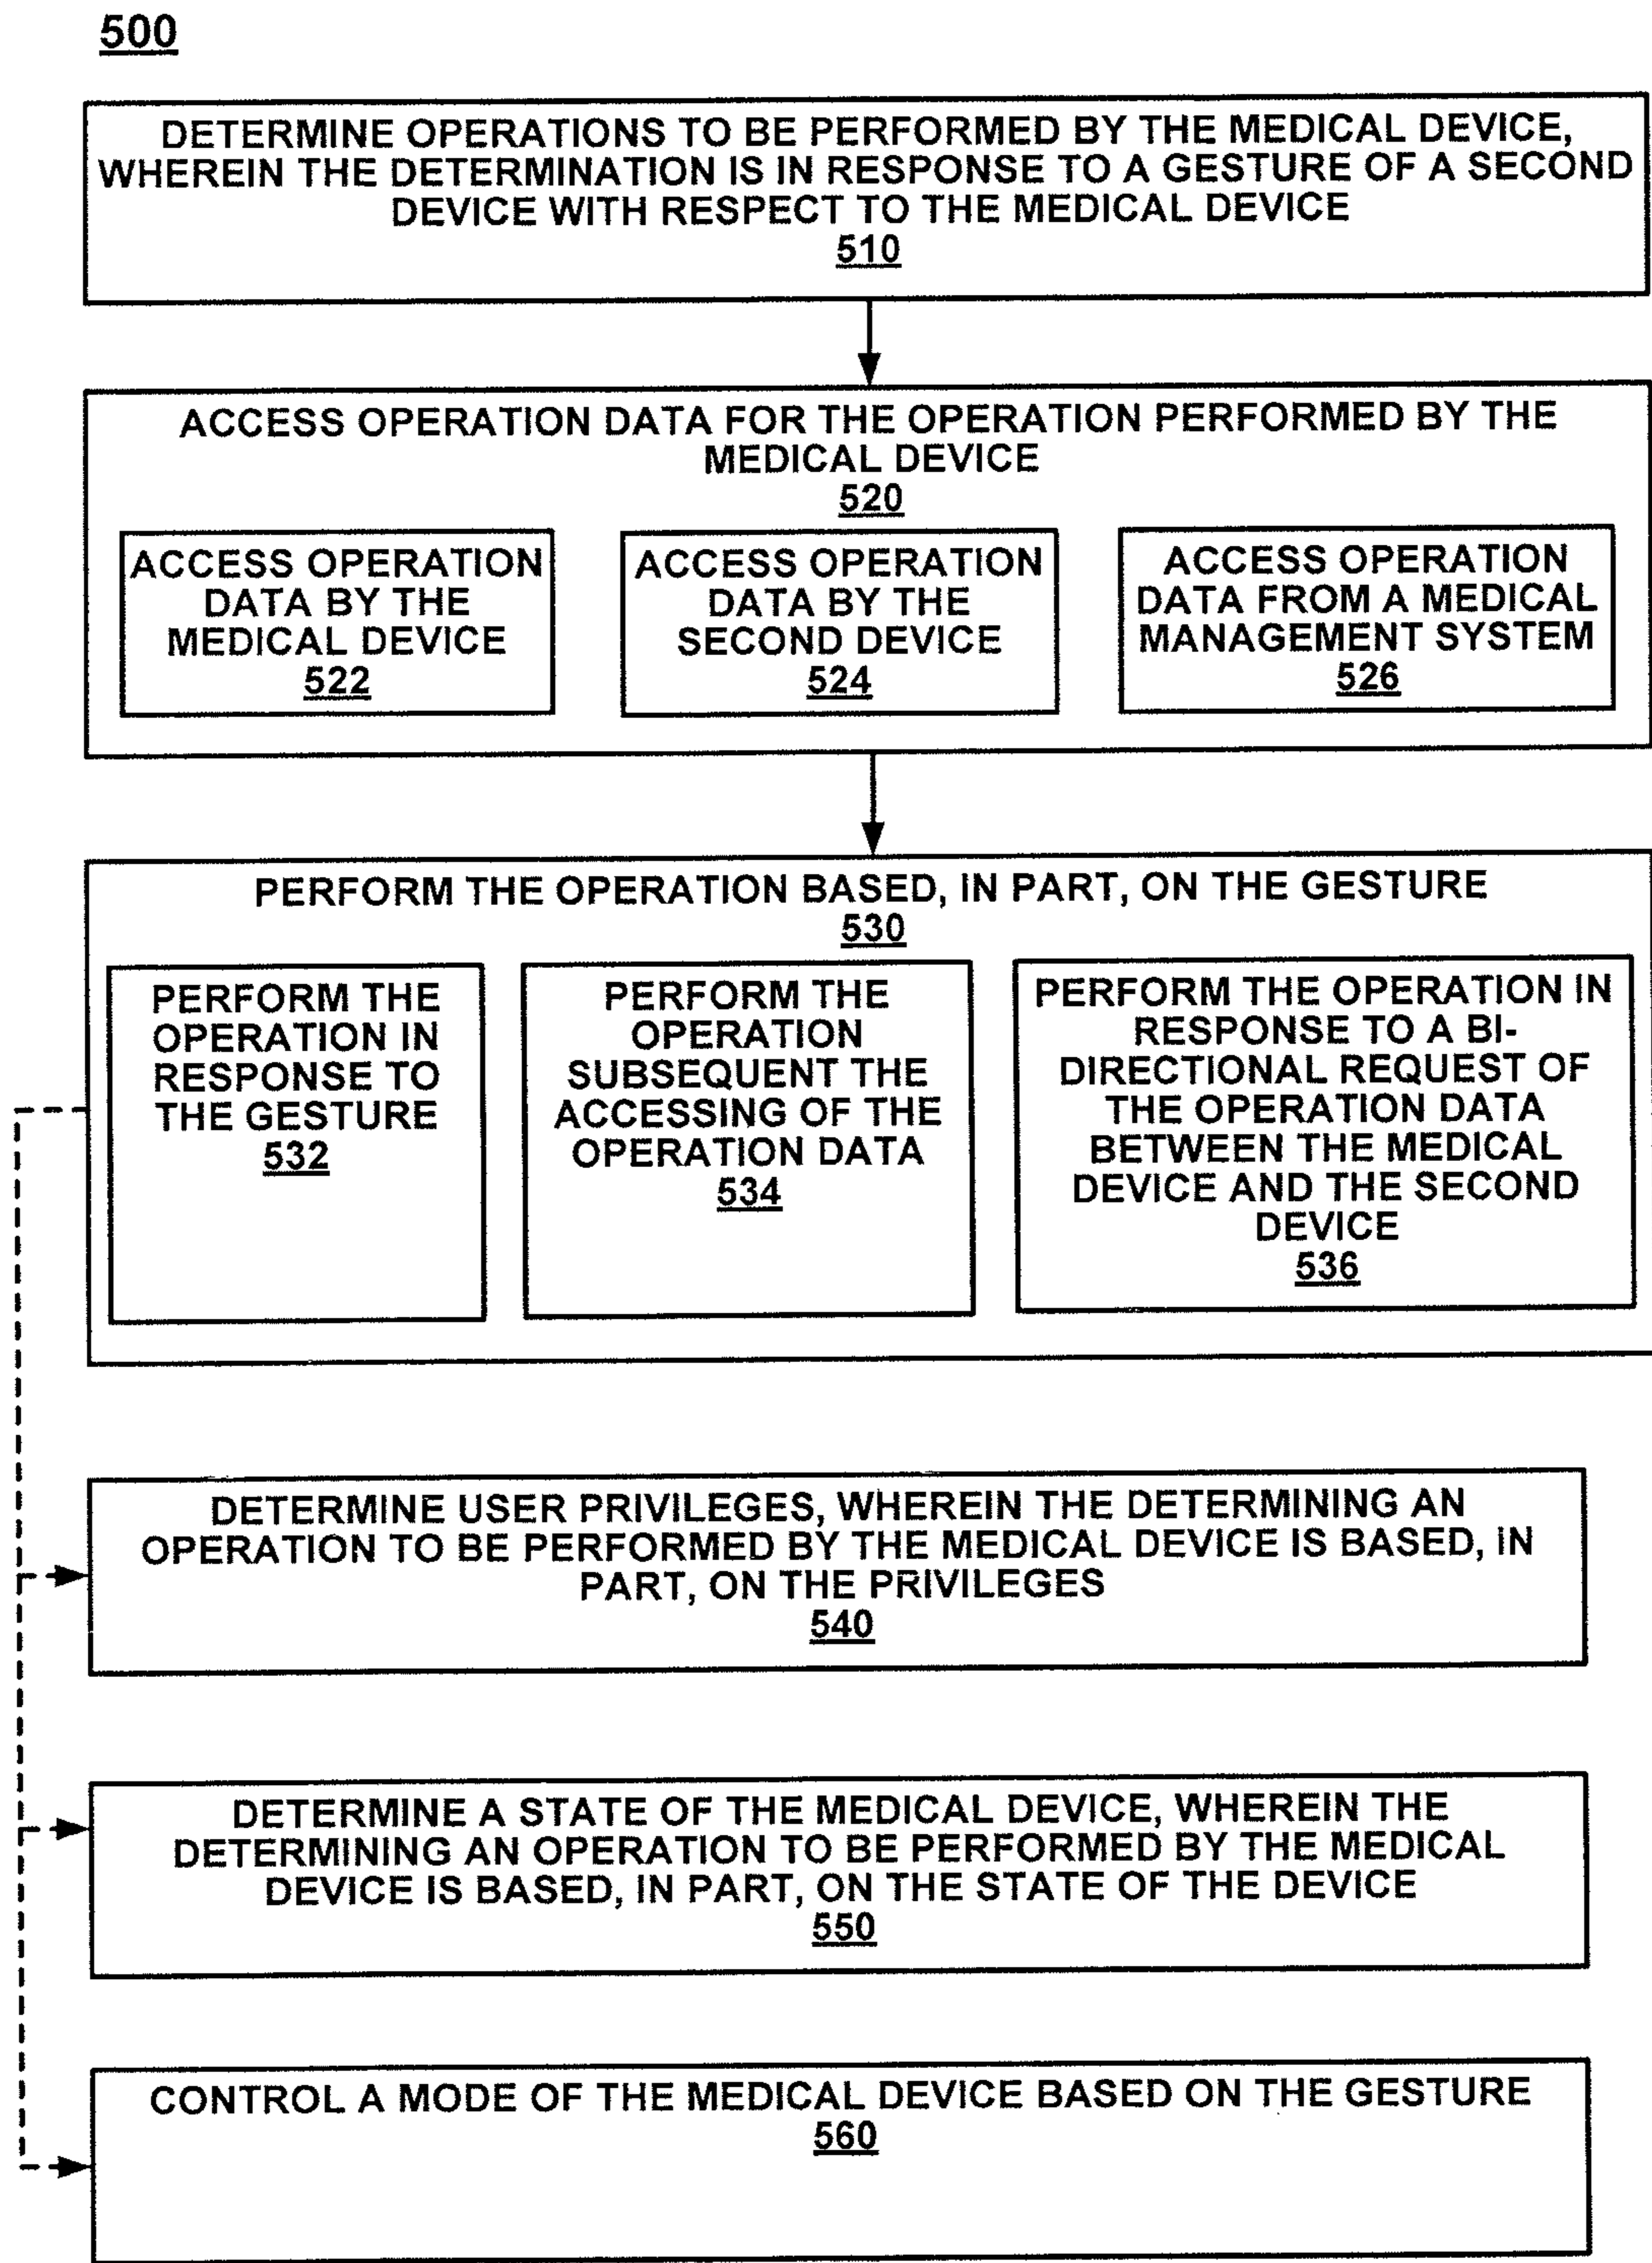 500
DETERMINE OPERATIONS TO BE PERFORMED BY THE MEDICAL DEVICE,
WHEREIN THE DETERMINATION IS IN RESPONSE TO A GESTURE OF A SECOND
DEVICE WITH RESPECT TO THE MEDICAL DEVICE
510
ACCESS OPERATION DATA FOR THE OPERATION PERFORMED BY THE
MEDICAL DEVICE
520
ACCESS OPERATION
DATA BY THE
MEDICAL DEVICE
522
ACCESS OPERATION
DATA BY THE
SECOND DEVICE
524
ACCESS OPERATION
DATA FROM A MEDICAL
MANAGEMENT SYSTEM
526
PERFORM THE OPERATION BASED, IN PART, ON THE GESTURE
530
PERFORM THE
OPERATION IN
RESPONSE TO
THE GESTURE
532
PERFORM THE
OPERATION
SUBSEQUENT THE
ACCESSING OF THE
OPERATION DATA
534
PERFORM THE OPERATION IN
RESPONSE TO A BI-
DIRECTIONAL REQUEST OF
THE OPERATION DATA
BETWEEN THE MEDICAL
DEVICE AND THE SECOND
DEVICE
536
DETERMINE USER PRIVILEGES, WHEREIN THE DETERMINING AN
OPERATION TO BE PERFORMED BY THE MEDICAL DEVICE IS BASED, IN
PART, ON THE PRIVILEGES
540
DETERMINE A STATE OF THE MEDICAL DEVICE, WHEREIN THE
DETERMINING AN OPERATION TO BE PERFORMED BY THE MEDICAL
DEVICE IS BASED, IN PART, ON THE STATE OF THE DEVICE
550
CONTROL A MODE OF THE MEDICAL DEVICE BASED ON THE GESTURE
560